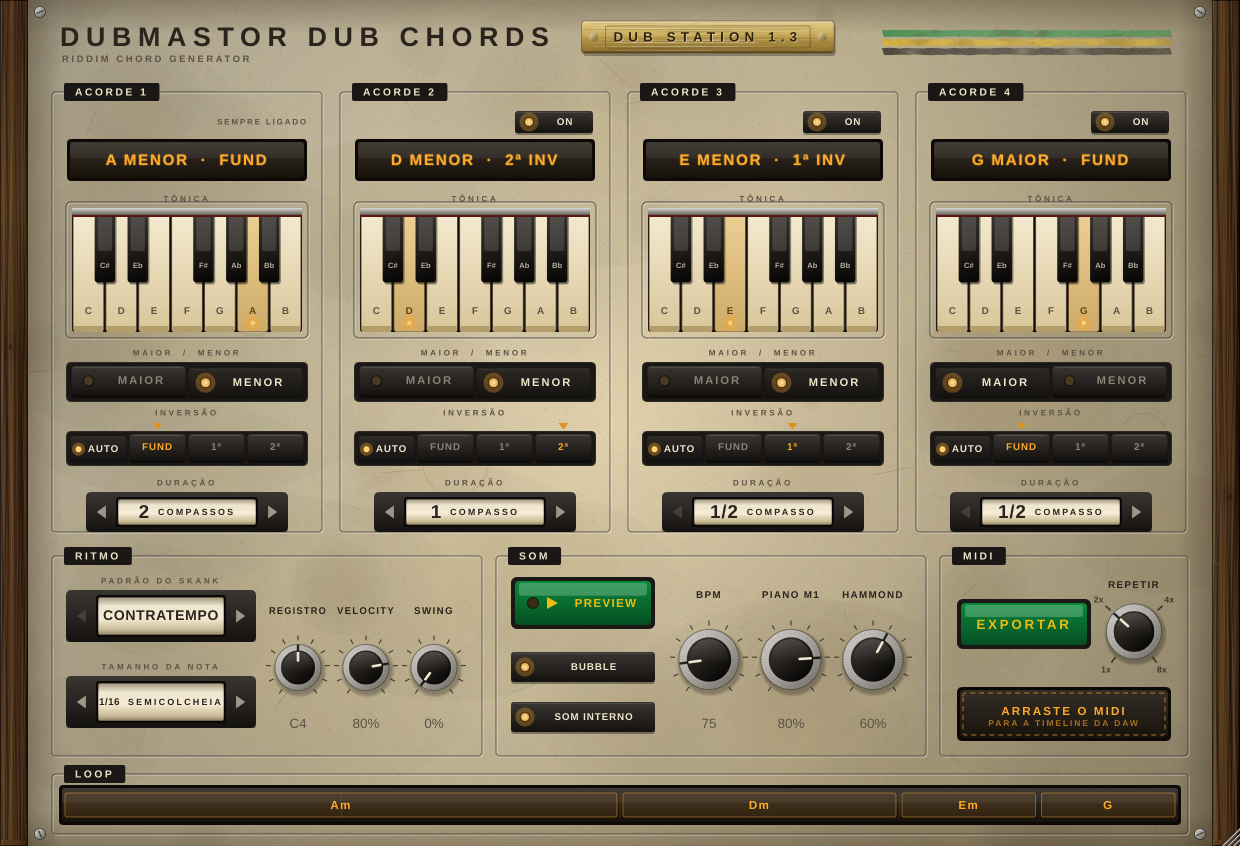 DUBMASTOR DUB CHORDS
RIDDIM CHORD GENERATOR
DUB STATION 1.3
ACORDE 1
SEMPRE LIGADO
A MENOR · FUND
TÔNICA
C# Eb F# Ab Bb
C D E F G A B
MAIOR / MENOR
MAIOR MENOR
INVERSÃO
AUTO FUND 1ª 2ª
DURAÇÃO
2 COMPASSOS
ACORDE 2
ON
D MENOR · 2ª INV
TÔNICA
C# Eb F# Ab Bb
C D E F G A B
MAIOR / MENOR
MAIOR MENOR
INVERSÃO
AUTO FUND 1ª 2ª
DURAÇÃO
1 COMPASSO
ACORDE 3
ON
E MENOR · 1ª INV
TÔNICA
C# Eb F# Ab Bb
C D E F G A B
MAIOR / MENOR
MAIOR MENOR
INVERSÃO
AUTO FUND 1ª 2ª
DURAÇÃO
1/2 COMPASSO
ACORDE 4
ON
G MAIOR · FUND
TÔNICA
C# Eb F# Ab Bb
C D E F G A B
MAIOR / MENOR
MAIOR MENOR
INVERSÃO
AUTO FUND 1ª 2ª
DURAÇÃO
1/2 COMPASSO
RITMO
PADRÃO DO SKANK
CONTRATEMPO
TAMANHO DA NOTA
1/16 SEMICOLCHEIA
REGISTRO VELOCITY SWING
C4 80% 0%
SOM
PREVIEW
BUBBLE
SOM INTERNO
BPM PIANO M1 HAMMOND
75 80% 60%
MIDI
EXPORTAR
REPETIR
2x 4x
1x 8x
ARRASTE O MIDI
PARA A TIMELINE DA DAW
LOOP
Am Dm Em G